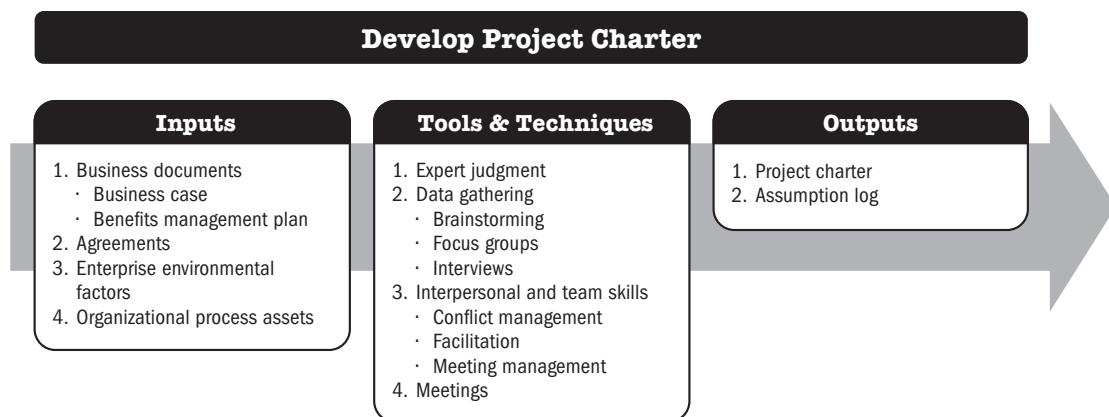 Develop Project Charter
Inputs
1. Business documents
· Business case
· Benefits management plan
2. Agreements
3. Enterprise environmental
factors
4. Organizational process assets
Tools & Techniques
1. Expert judgment
2. Data gathering
· Brainstorming
· Focus groups
· Interviews
3. Interpersonal and team skills
· Conflict management
· Facilitation
· Meeting management
4. Meetings
Outputs
1. Project charter
2. Assumption log